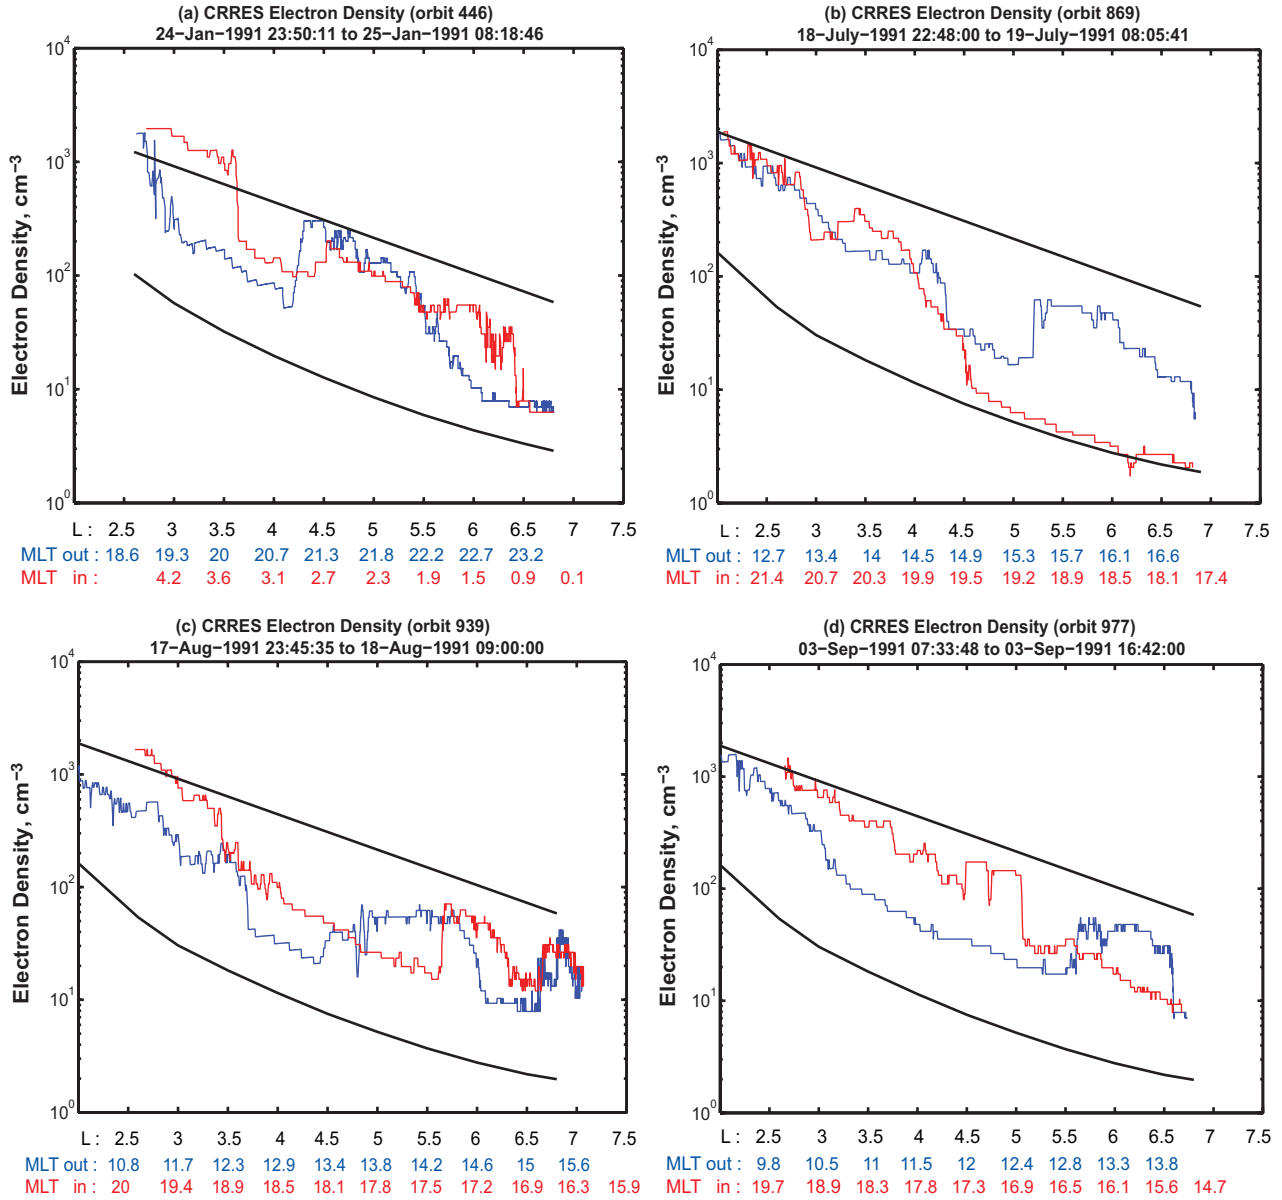 (a) CRRES Electron Density (orbit 446)
24−Jan−1991 23:50:11 to 25−Jan−1991 08:18:46
10^4
10^3
10^2
10^1
10^0
Electron Density, cm^−3
L : 2.5 3 3.5 4 4.5 5 5.5 6 6.5 7 7.5
MLT out : 18.6 19.3 20 20.7 21.3 21.8 22.2 22.7 23.2
MLT in : 4.2 3.6 3.1 2.7 2.3 1.9 1.5 0.9 0.1
(b) CRRES Electron Density (orbit 869)
18−July−1991 22:48:00 to 19−July−1991 08:05:41
10^4
10^3
10^2
10^1
10^0
Electron Density, cm^−3
L : 2.5 3 3.5 4 4.5 5 5.5 6 6.5 7 7.5
MLT out : 12.7 13.4 14 14.5 14.9 15.3 15.7 16.1 16.6
MLT in : 21.4 20.7 20.3 19.9 19.5 19.2 18.9 18.5 18.1 17.4
(c) CRRES Electron Density (orbit 939)
17−Aug−1991 23:45:35 to 18−Aug−1991 09:00:00
10^4
10^3
10^2
10^1
10^0
Electron Density, cm^−3
L : 2.5 3 3.5 4 4.5 5 5.5 6 6.5 7 7.5
MLT out : 10.8 11.7 12.3 12.9 13.4 13.8 14.2 14.6 15 15.6
MLT in : 20 19.4 18.9 18.5 18.1 17.8 17.5 17.2 16.9 16.3 15.9
(d) CRRES Electron Density (orbit 977)
03−Sep−1991 07:33:48 to 03−Sep−1991 16:42:00
10^4
10^3
10^2
10^1
10^0
Electron Density, cm^−3
L : 2.5 3 3.5 4 4.5 5 5.5 6 6.5 7 7.5
MLT out : 9.8 10.5 11 11.5 12 12.4 12.8 13.3 13.8
MLT in : 19.7 18.9 18.3 17.8 17.3 16.9 16.5 16.1 15.6 14.7